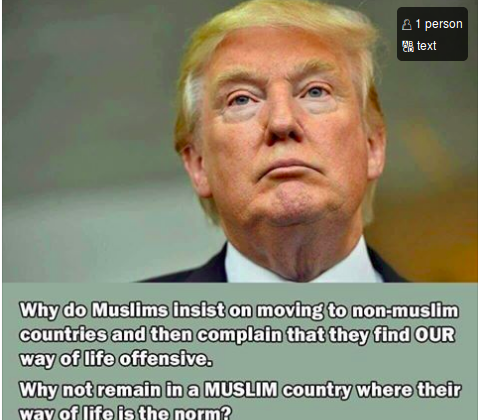 1 person
text
Why do Muslims insist on moving to non-muslim
countries and then complain that they find OUR
way of life offensive.
Why not remain in a MUSLIM country where their
way of life is the norm?